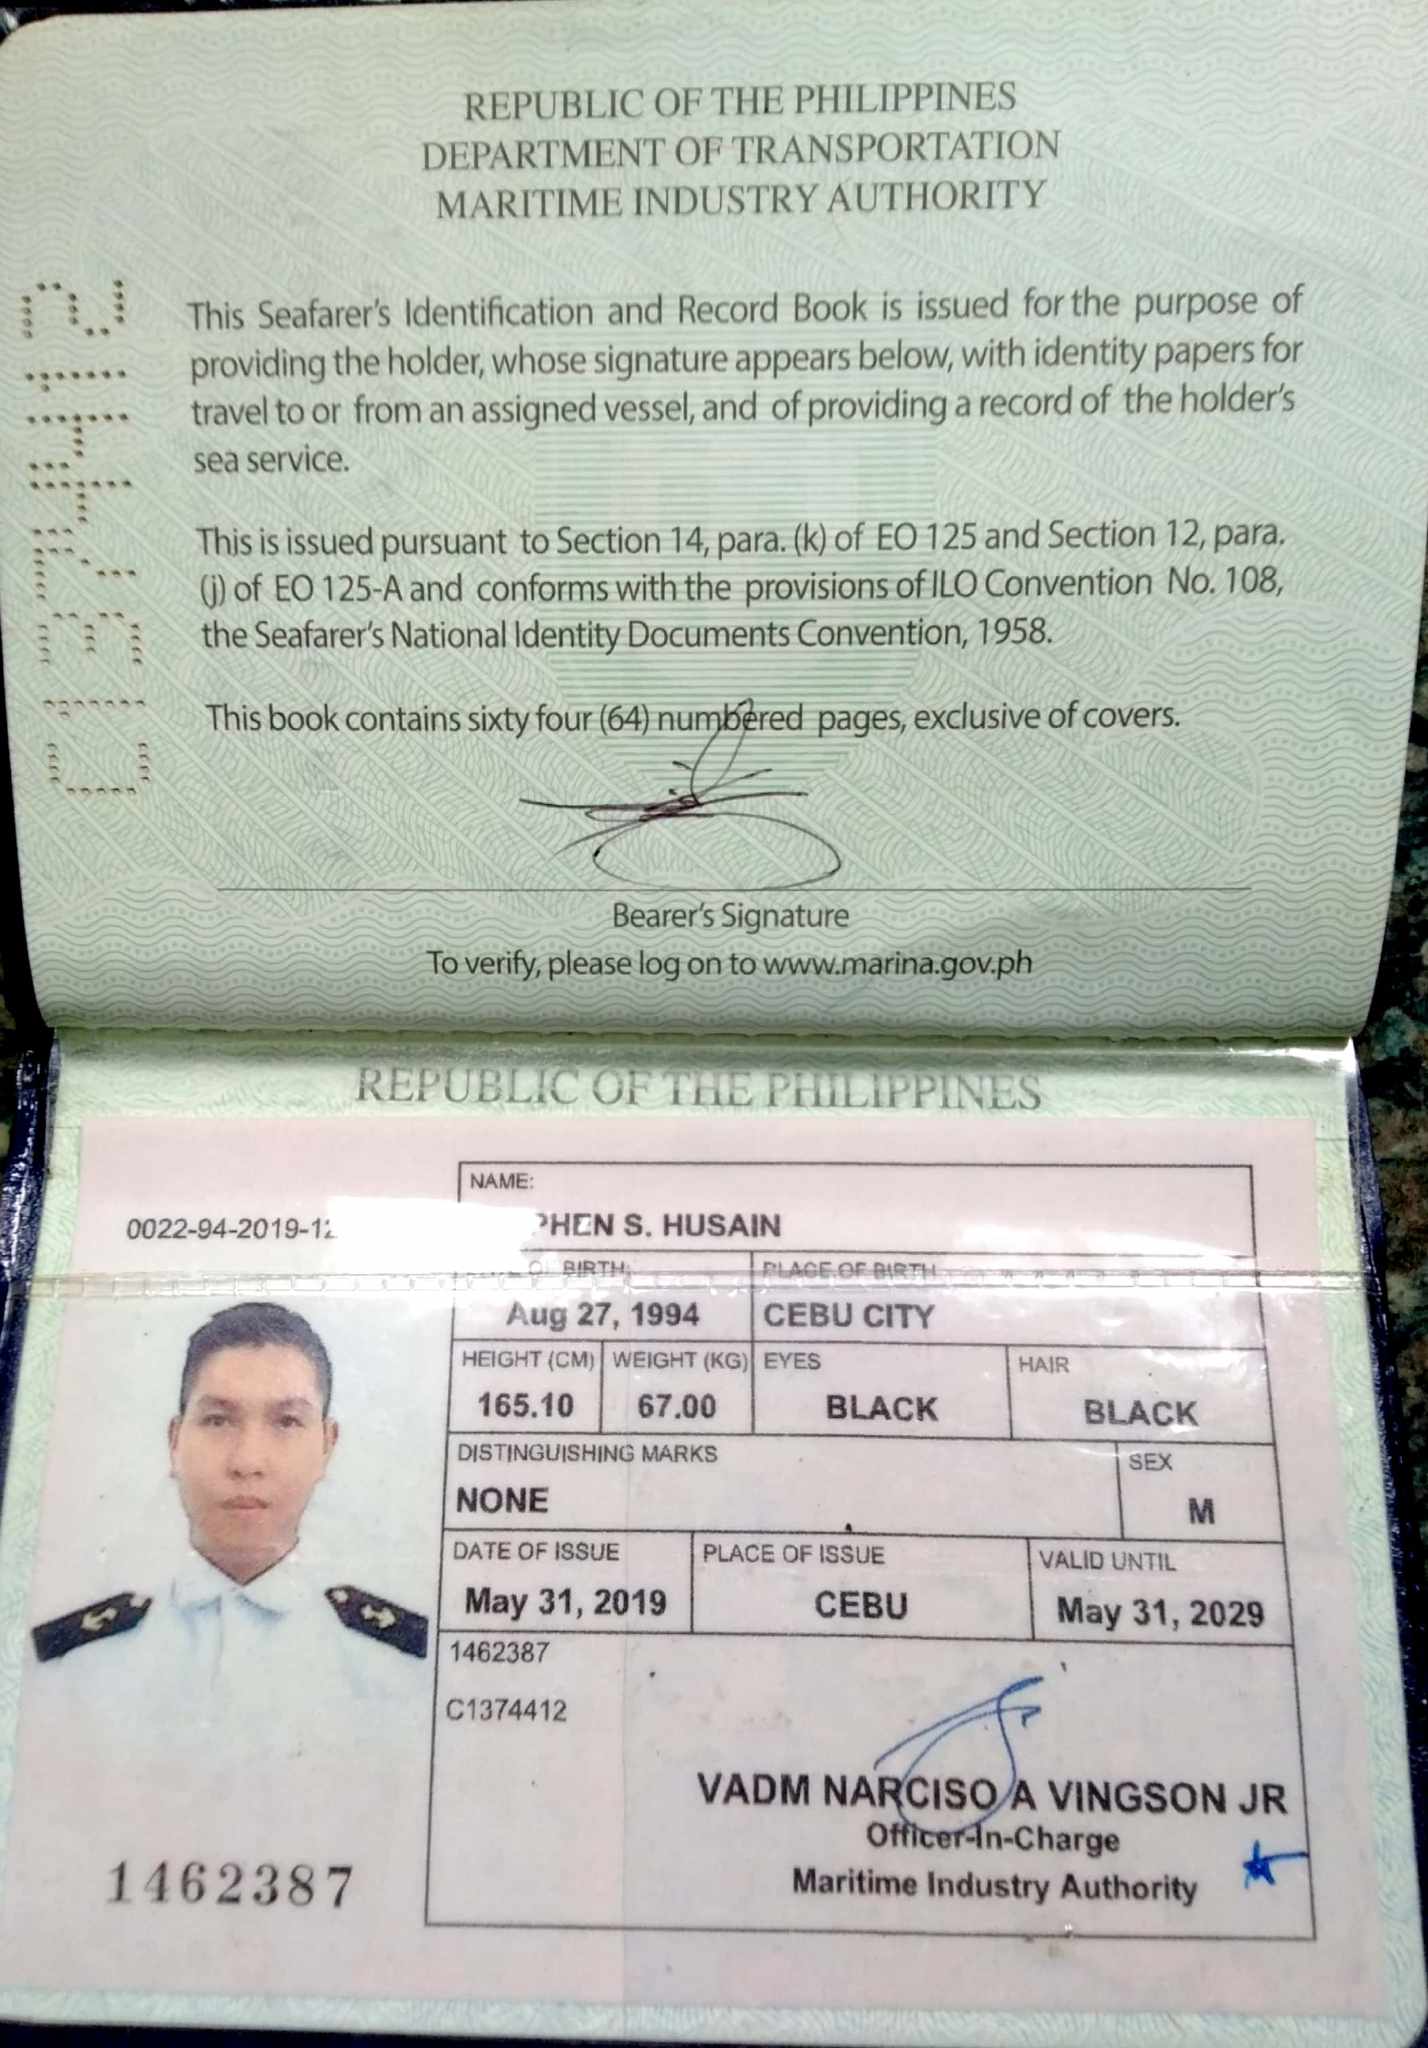 REPUBLIC OF THE PHILIPPINES
DEPARTMENT OF TRANSPORTATION
MARITIME INDUSTRY AUTHORITY
This Seafarer's Identification and Record Book is issued for the purpose of
providing the holder, whose signature appears below, with identity papers for
travel to or from an assigned vessel, and of providing a record of the holder's
sea service.
This is issued pursuant to Section 14, para. (k) of EO 125 and Section 12, para.
(j) of EO 125-A and conforms with the provisions of ILO Convention No. 108,
the Seafarer's National Identity Documents Convention, 1958.
This book contains sixty four (64) numbered pages, exclusive of covers.
Bearer's Signature
To verify, please log on to www.marina.gov.ph
REPUBLIC OF THE PHILIPPINES
NAME:
0022-94-2019-12
PHEN S. HUSAIN
OF BIRTH: PLACE OF BIRTH
Aug 27, 1994 CEBU CITY
HEIGHT (CM) WEIGHT (KG) EYES HAIR
165.10 67.00 BLACK BLACK
DISTINGUISHING MARKS SEX
NONE M
DATE OF ISSUE PLACE OF ISSUE VALID UNTIL
May 31, 2019 CEBU May 31, 2029
1462387
C1374412
VADM NARCISO A VINGSON JR
Officer-In-Charge
Maritime Industry Authority
1462387